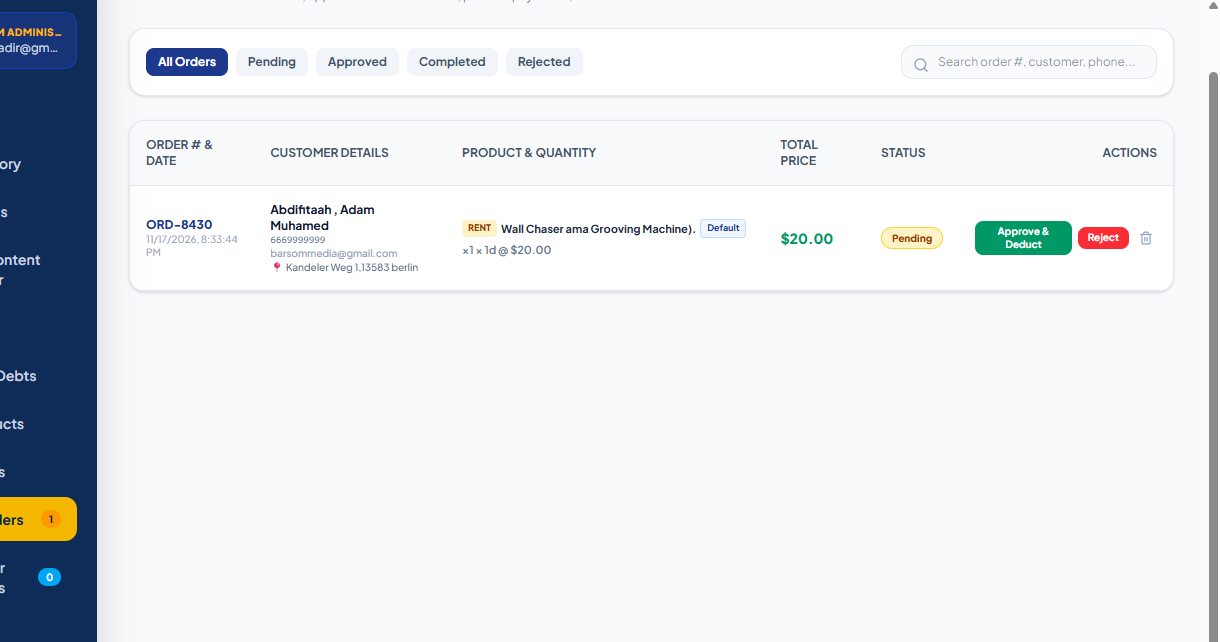 M ADMINIS...
adir@gm...
ory
s
ontent
r
Debts
ucts
s
ders 1
r
s
0
All Orders Pending Approved Completed Rejected Search order #, customer, phone...
ORDER # & DATE CUSTOMER DETAILS PRODUCT & QUANTITY TOTAL PRICE STATUS ACTIONS
ORD-8430
11/17/2026, 8:33:44 PM
Abdifitaah , Adam
Muhamed
6669999999
barsommedia@gmail.com
Kandeler Weg 1,13583 berlin
RENT Wall Chaser ama Grooving Machine). Default
×1 × 1d @ $20.00
$20.00
Pending
Approve & Deduct
Reject